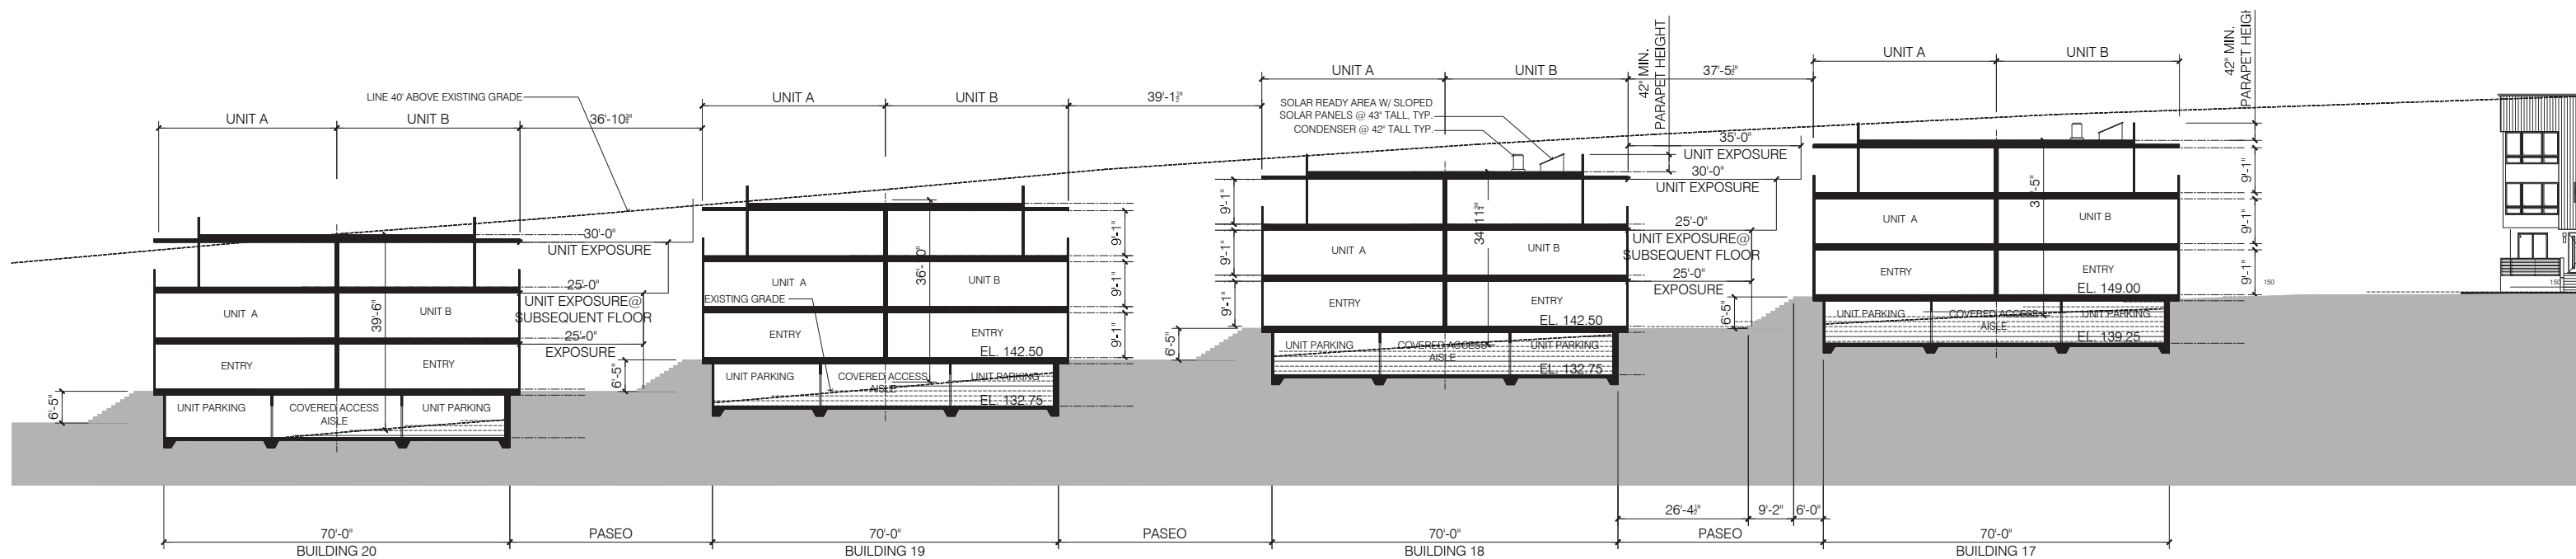 LINE 40' ABOVE EXISTING GRADE
UNIT A
UNIT B
36'-10¾"
30'-0"
UNIT EXPOSURE
25'-0"
UNIT EXPOSURE@
SUBSEQUENT FLOOR
25'-0"
EXPOSURE
39'-6"
UNIT A
UNIT B
ENTRY
ENTRY
6'-5"
6'-5"
UNIT PARKING
COVERED ACCESS
AISLE
UNIT PARKING
70'-0"
BUILDING 20
PASEO
UNIT A
UNIT B
39'-1½"
9'-1"
9'-1"
9'-1"
UNIT A
UNIT B
EXISTING GRADE
ENTRY
ENTRY
EL. 142.50
UNIT PARKING
COVERED ACCESS
AISLE
UNIT PARKING
EL. 132.75
70'-0"
BUILDING 19
PASEO
UNIT A
UNIT B
37'-5½"
42" MIN.
PARAPET HEIGHT
SOLAR READY AREA W/ SLOPED
SOLAR PANELS @ 43" TALL, TYP.
CONDENSER @ 42" TALL TYP.
35'-0"
UNIT EXPOSURE
30'-0"
UNIT EXPOSURE
25'-0"
UNIT EXPOSURE@
SUBSEQUENT FLOOR
25'-0"
EXPOSURE
9'-1"
9'-1"
9'-1"
6'-5"
6'-5"
UNIT A
UNIT B
ENTRY
ENTRY
EL. 142.50
UNIT PARKING
COVERED ACCESS
AISLE
UNIT PARKING
EL. 132.75
70'-0"
BUILDING 18
26'-4½"
9'-2"
6'-0"
PASEO
UNIT A
UNIT B
42" MIN.
9'-1"
9'-1"
9'-1"
UNIT A
UNIT B
ENTRY
ENTRY
EL. 149.00
UNIT PARKING
COVERED ACCESS
AISLE
UNIT PARKING
EL. 139.25
70'-0"
BUILDING 17
150
150